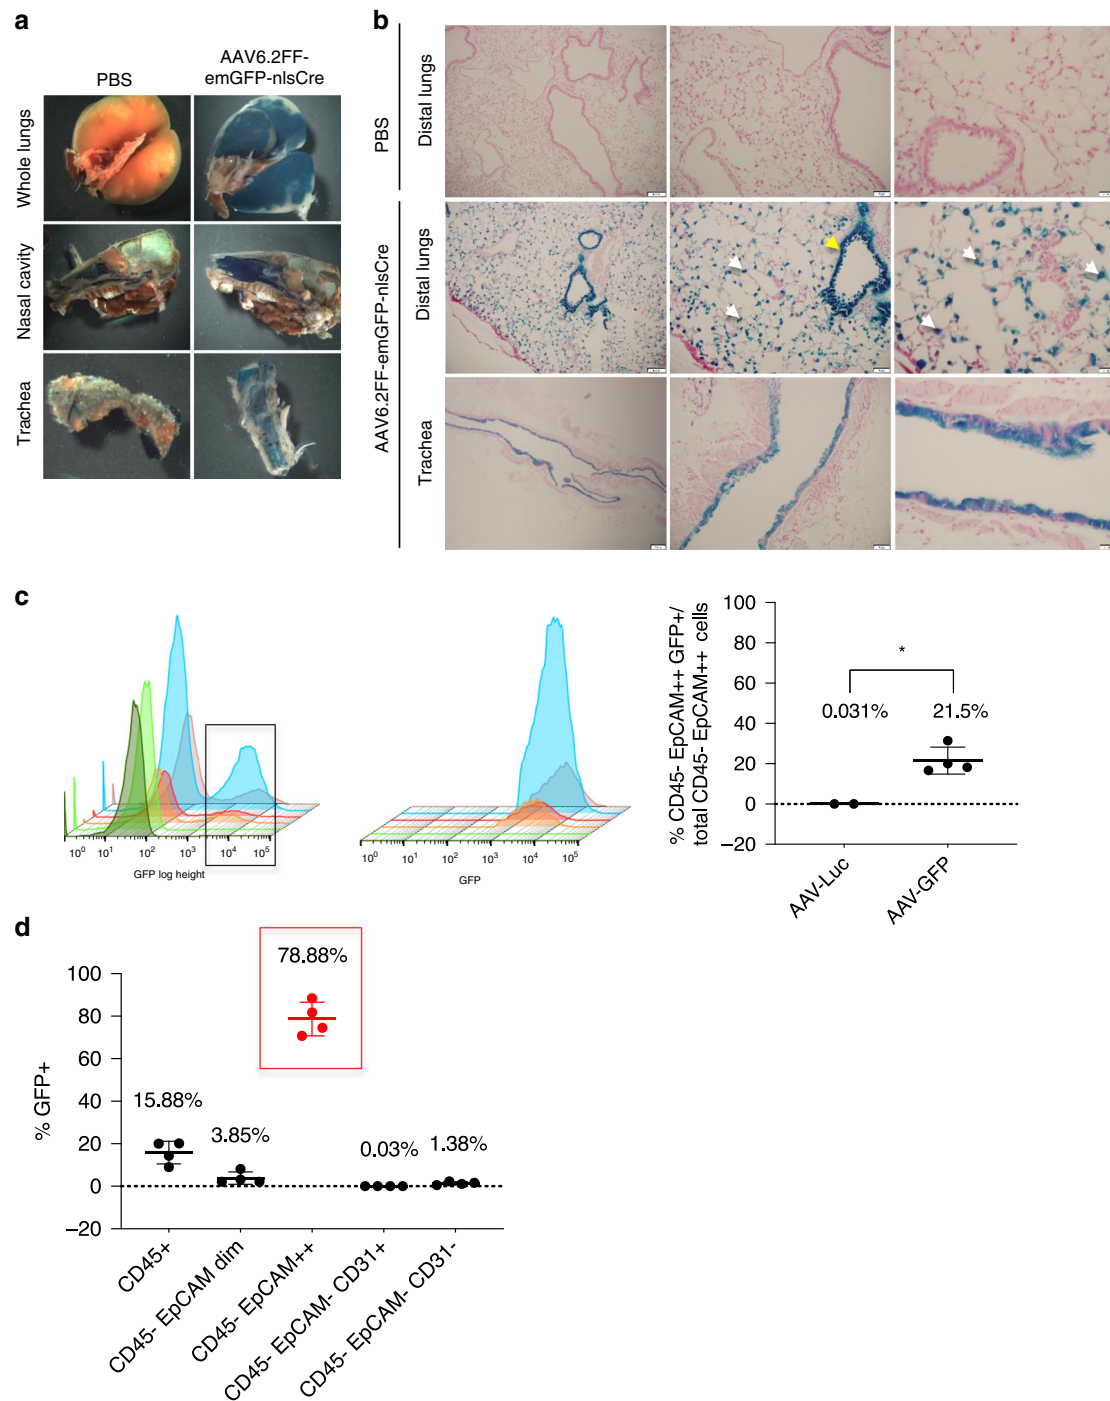 a
PBS
AAV6.2FF-
emGFP-nlsCre
Whole lungs
Nasal cavity
Trachea
b
PBS
Distal lungs
AAV6.2FF-emGFP-nlsCre
Distal lungs
Trachea
c
10⁰ 10¹ 10² 10³ 10⁴ 10⁵
GFP log height
10⁰ 10¹ 10² 10³ 10⁴ 10⁵
GFP
% CD45- EpCAM++ GFP+/
total CD45- EpCAM++ cells
100
80
60
40
20
0
−20
*
0.031%
21.5%
AAV-Luc
AAV-GFP
d
% GFP+
100
80
60
40
20
0
−20
15.88%
3.85%
78.88%
0.03%
1.38%
CD45+
CD45- EpCAM dim
CD45- EpCAM++
CD45- EpCAM- CD31+
CD45- EpCAM- CD31-